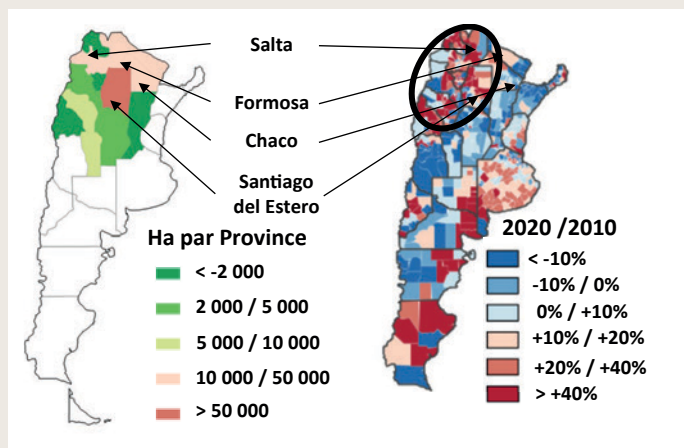 Salta
Formosa
Chaco
Santiago
del Estero
Ha par Province
< -2 000
2 000 / 5 000
5 000 / 10 000
10 000 / 50 000
> 50 000
2020 /2010
< -10%
-10% / 0%
0% / +10%
+10% / +20%
+20% / +40%
> +40%